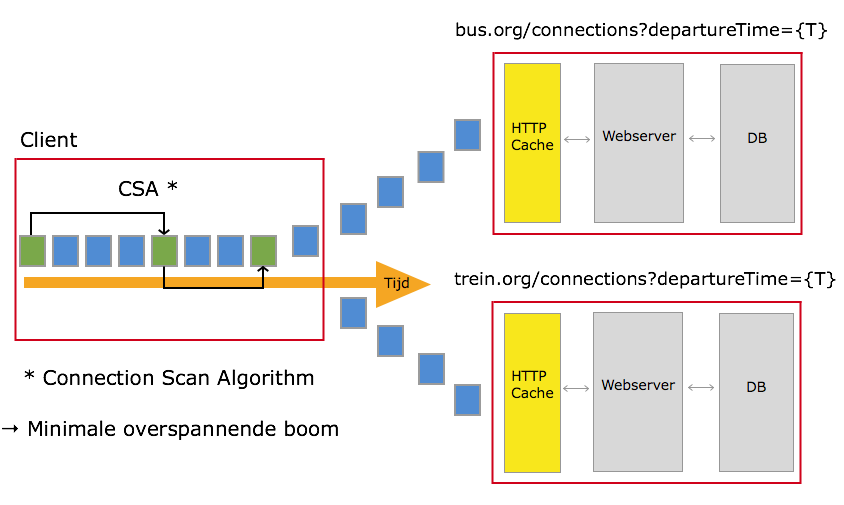 bus.org/connections?departureTime={T}
HTTP
Cache
Webserver
DB
Client
CSA *
Tijd
trein.org/connections?departureTime={T}
HTTP
Cache
Webserver
DB
* Connection Scan Algorithm
→ Minimale overspannende boom